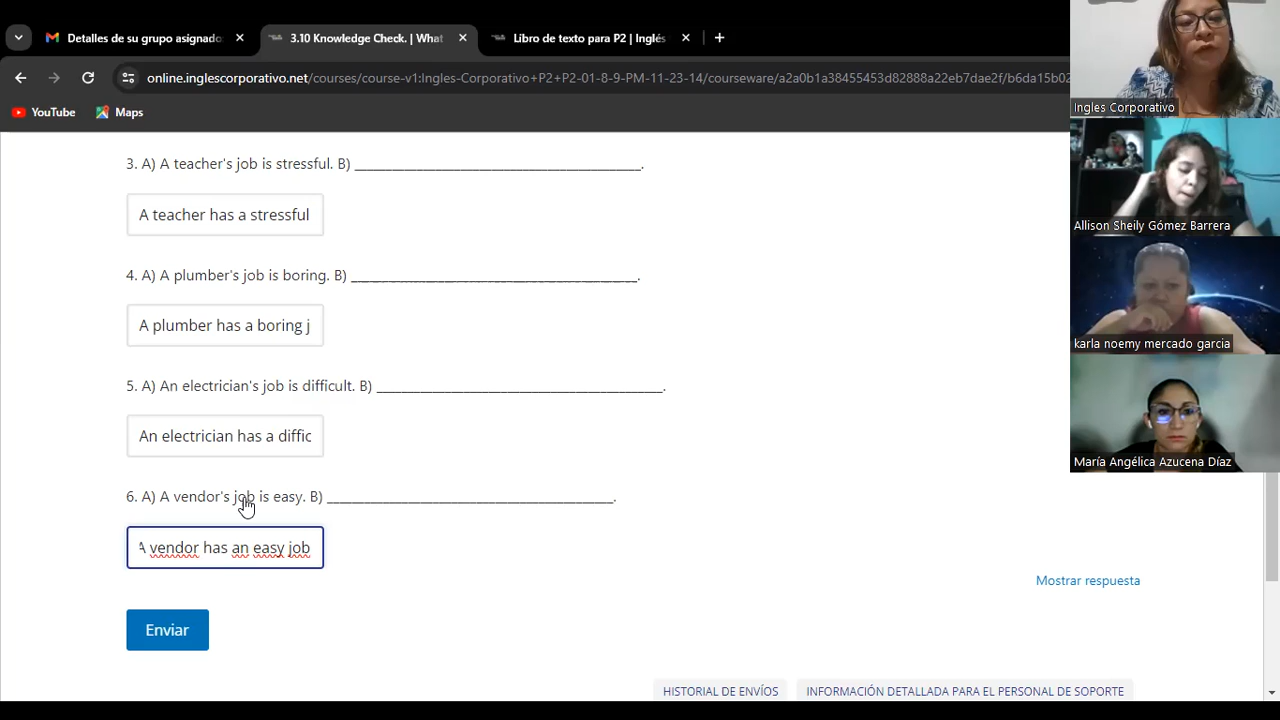 Detalles de su grupo asignado
3.10 Knowledge Check. | What
Libro de texto para P2 | Inglés
online.inglescorporativo.net/courses/course-v1:Ingles-Corporativo+P2+P2-01-8-9-PM-11-23-14/courseware/a2a0b1a38455453d82888a22eb7dae2f/b6da15b02
YouTube
Maps
3. A) A teacher's job is stressful. B) ________________________________________.
A teacher has a stressful
4. A) A plumber's job is boring. B) ________________________________________.
A plumber has a boring j
5. A) An electrician's job is difficult. B) ________________________________________.
An electrician has a diffic
6. A) A vendor's job is easy. B) ________________________________________.
A vendor has an easy job
Mostrar respuesta
Enviar
HISTORIAL DE ENVÍOS
INFORMACIÓN DETALLADA PARA EL PERSONAL DE SOPORTE
Ingles Corporativo
Allison Sheily Gómez Barrera
karla noemy mercado garcia
María Angélica Azucena Díaz